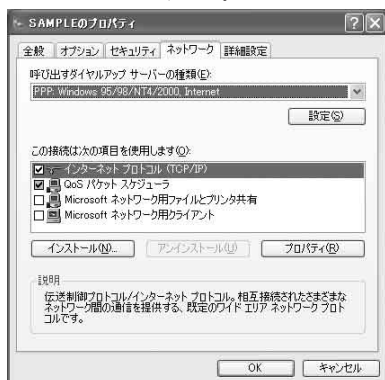 SAMPLEのプロパティ
全般 オプション セキュリティ ネットワーク 詳細設定
呼び出すダイヤルアップ サーバーの種類(E):
PPP: Windows 95/98/NT4/2000, Internet
設定(S)
この接続は次の項目を使用します(O):
インターネット プロトコル (TCP/IP)
QoS パケット スケジューラ
Microsoft ネットワーク用ファイルとプリンタ共有
Microsoft ネットワーク用クライアント
インストール(N)... アンインストール(U) プロパティ(R)
説明
伝送制御プロトコル/インターネット プロトコル。相互接続されたさまざまな
ネットワーク間の通信を提供する、既定のワイド エリア ネットワーク プロト
コルです。
OK キャンセル